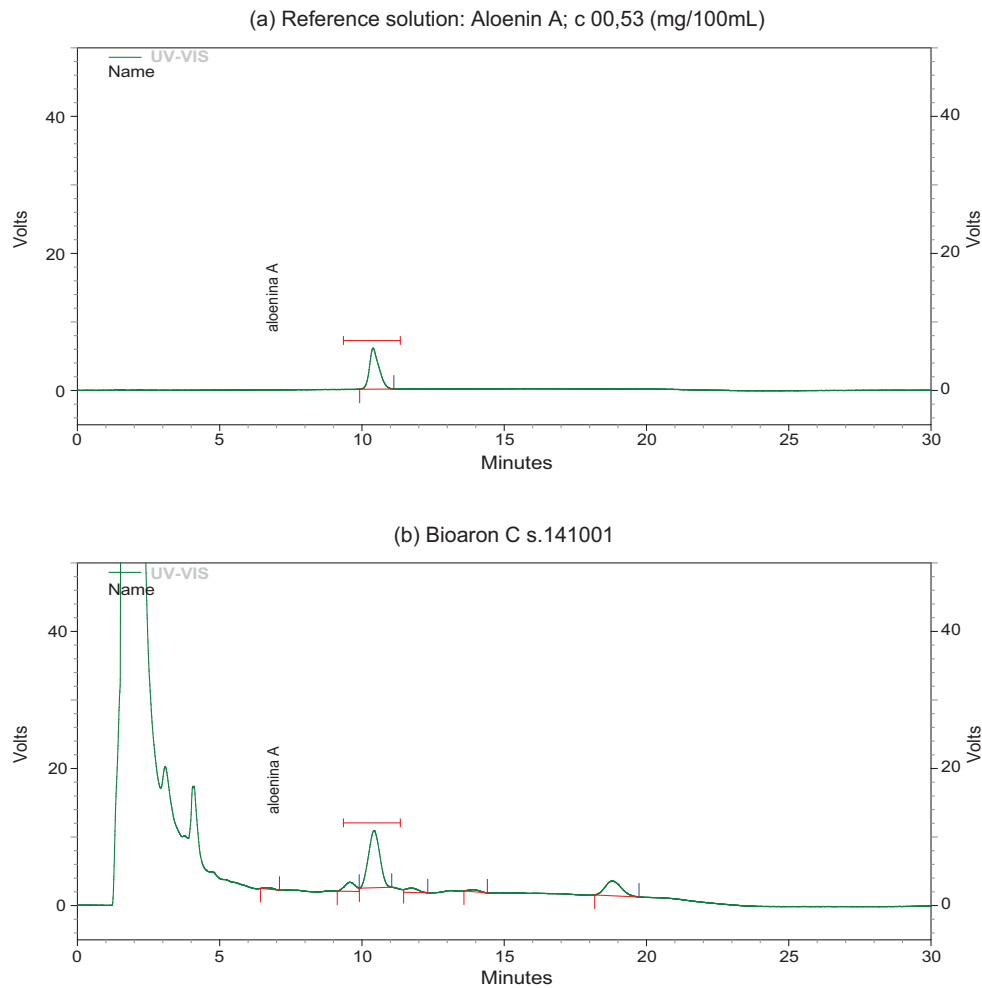 (a) Reference solution: Aloenin A; c 00,53 (mg/100mL)
UV-VIS
Name
40
20
0
Volts
aloenina A
40
20
0
Volts
0 5 10 15 20 25 30
Minutes
(b) Bioaron C s.141001
UV-VIS
Name
40
20
0
Volts
aloenina A
40
20
0
Volts
0 5 10 15 20 25 30
Minutes